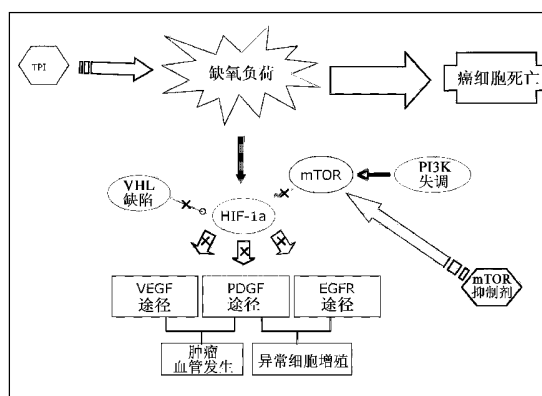 TPI
缺氧负荷
癌细胞死亡
VHL
缺陷
mTOR
PI3K
失调
HIF-1a
VEGF
途径
PDGF
途径
EGFR
途径
mTOR
抑制剂
肿瘤
血管发生
异常细胞增殖